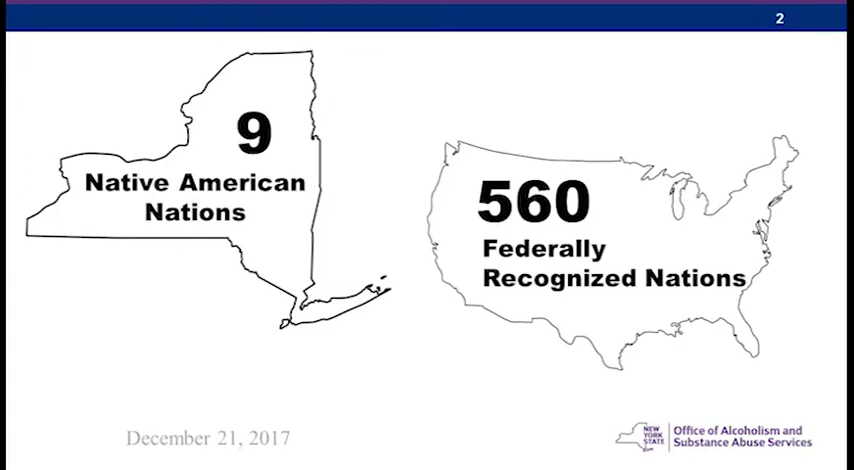 2
9
Native American
Nations
560
Federally
Recognized Nations
December 21, 2017
NEW
YORK
STATE
Office of Alcoholism and
Substance Abuse Services